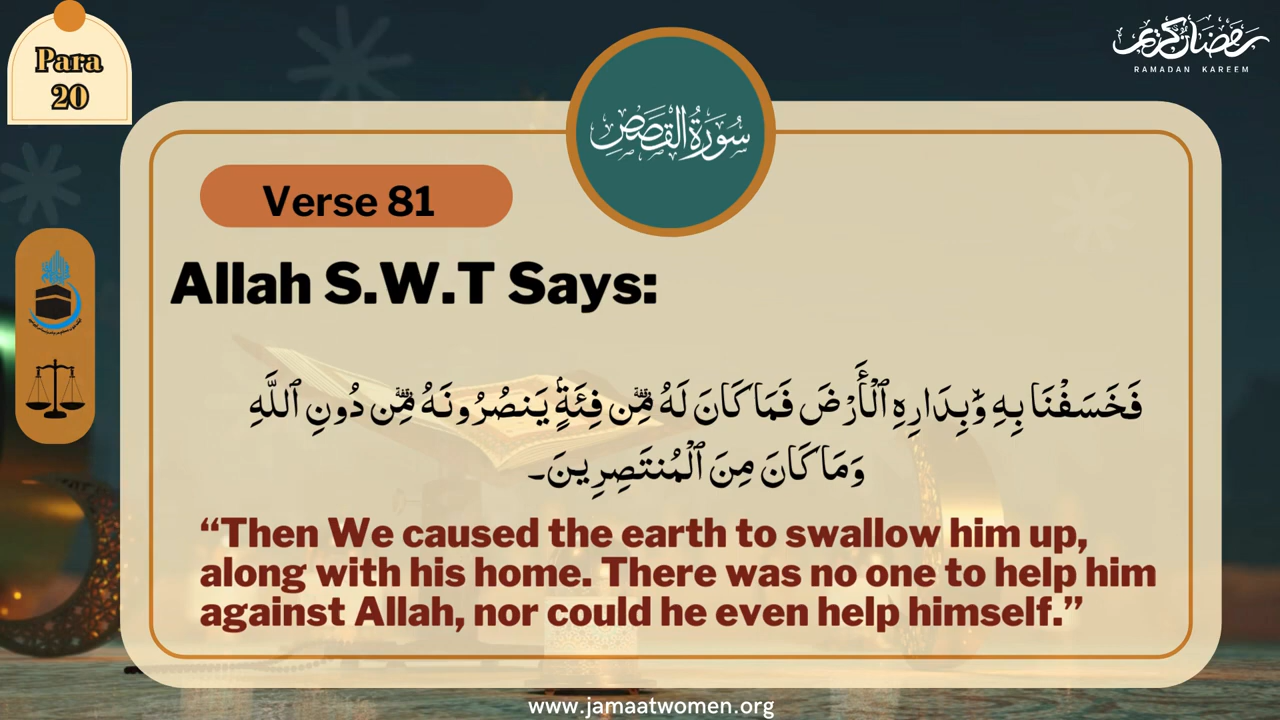 Para
20
رمضان كريم
RAMADAN KAREEM
سُورَةُ القَصَصِ
Verse 81
Allah S.W.T Says:
فَخَسَفْنَا بِهِ وَبِدَارِهِ ٱلْأَرْضَ فَمَا كَانَ لَهُ مِن فِئَةٍ يَنصُرُونَهُ مِن دُونِ ٱللَّهِ
وَمَا كَانَ مِنَ ٱلْمُنتَصِرِينَ۔
“Then We caused the earth to swallow him up,
along with his home. There was no one to help him
against Allah, nor could he even help himself.”
www.jamaatwomen.org